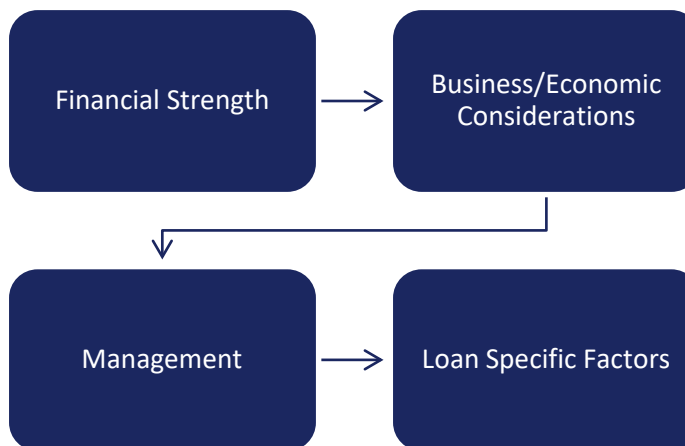 Financial Strength
Business/Economic
Considerations
Management
Loan Specific Factors